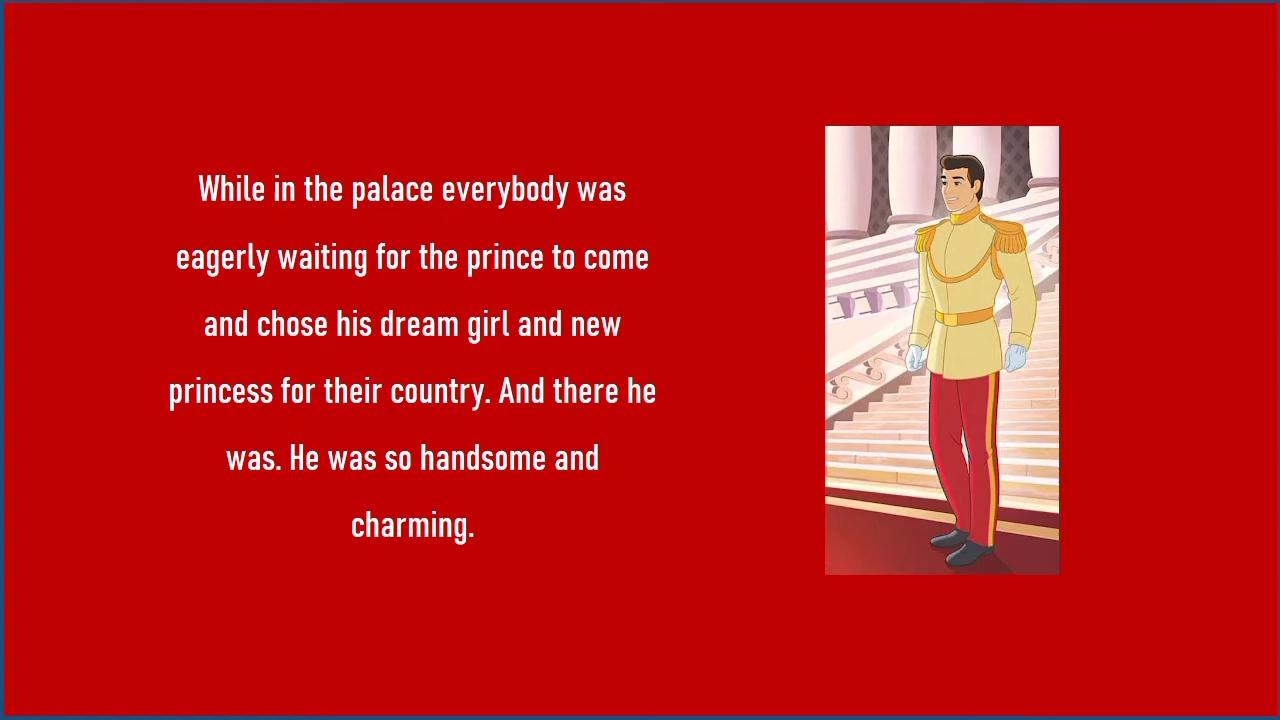 While in the palace everybody was
eagerly waiting for the prince to come
and chose his dream girl and new
princess for their country. And there he
was. He was so handsome and
charming.